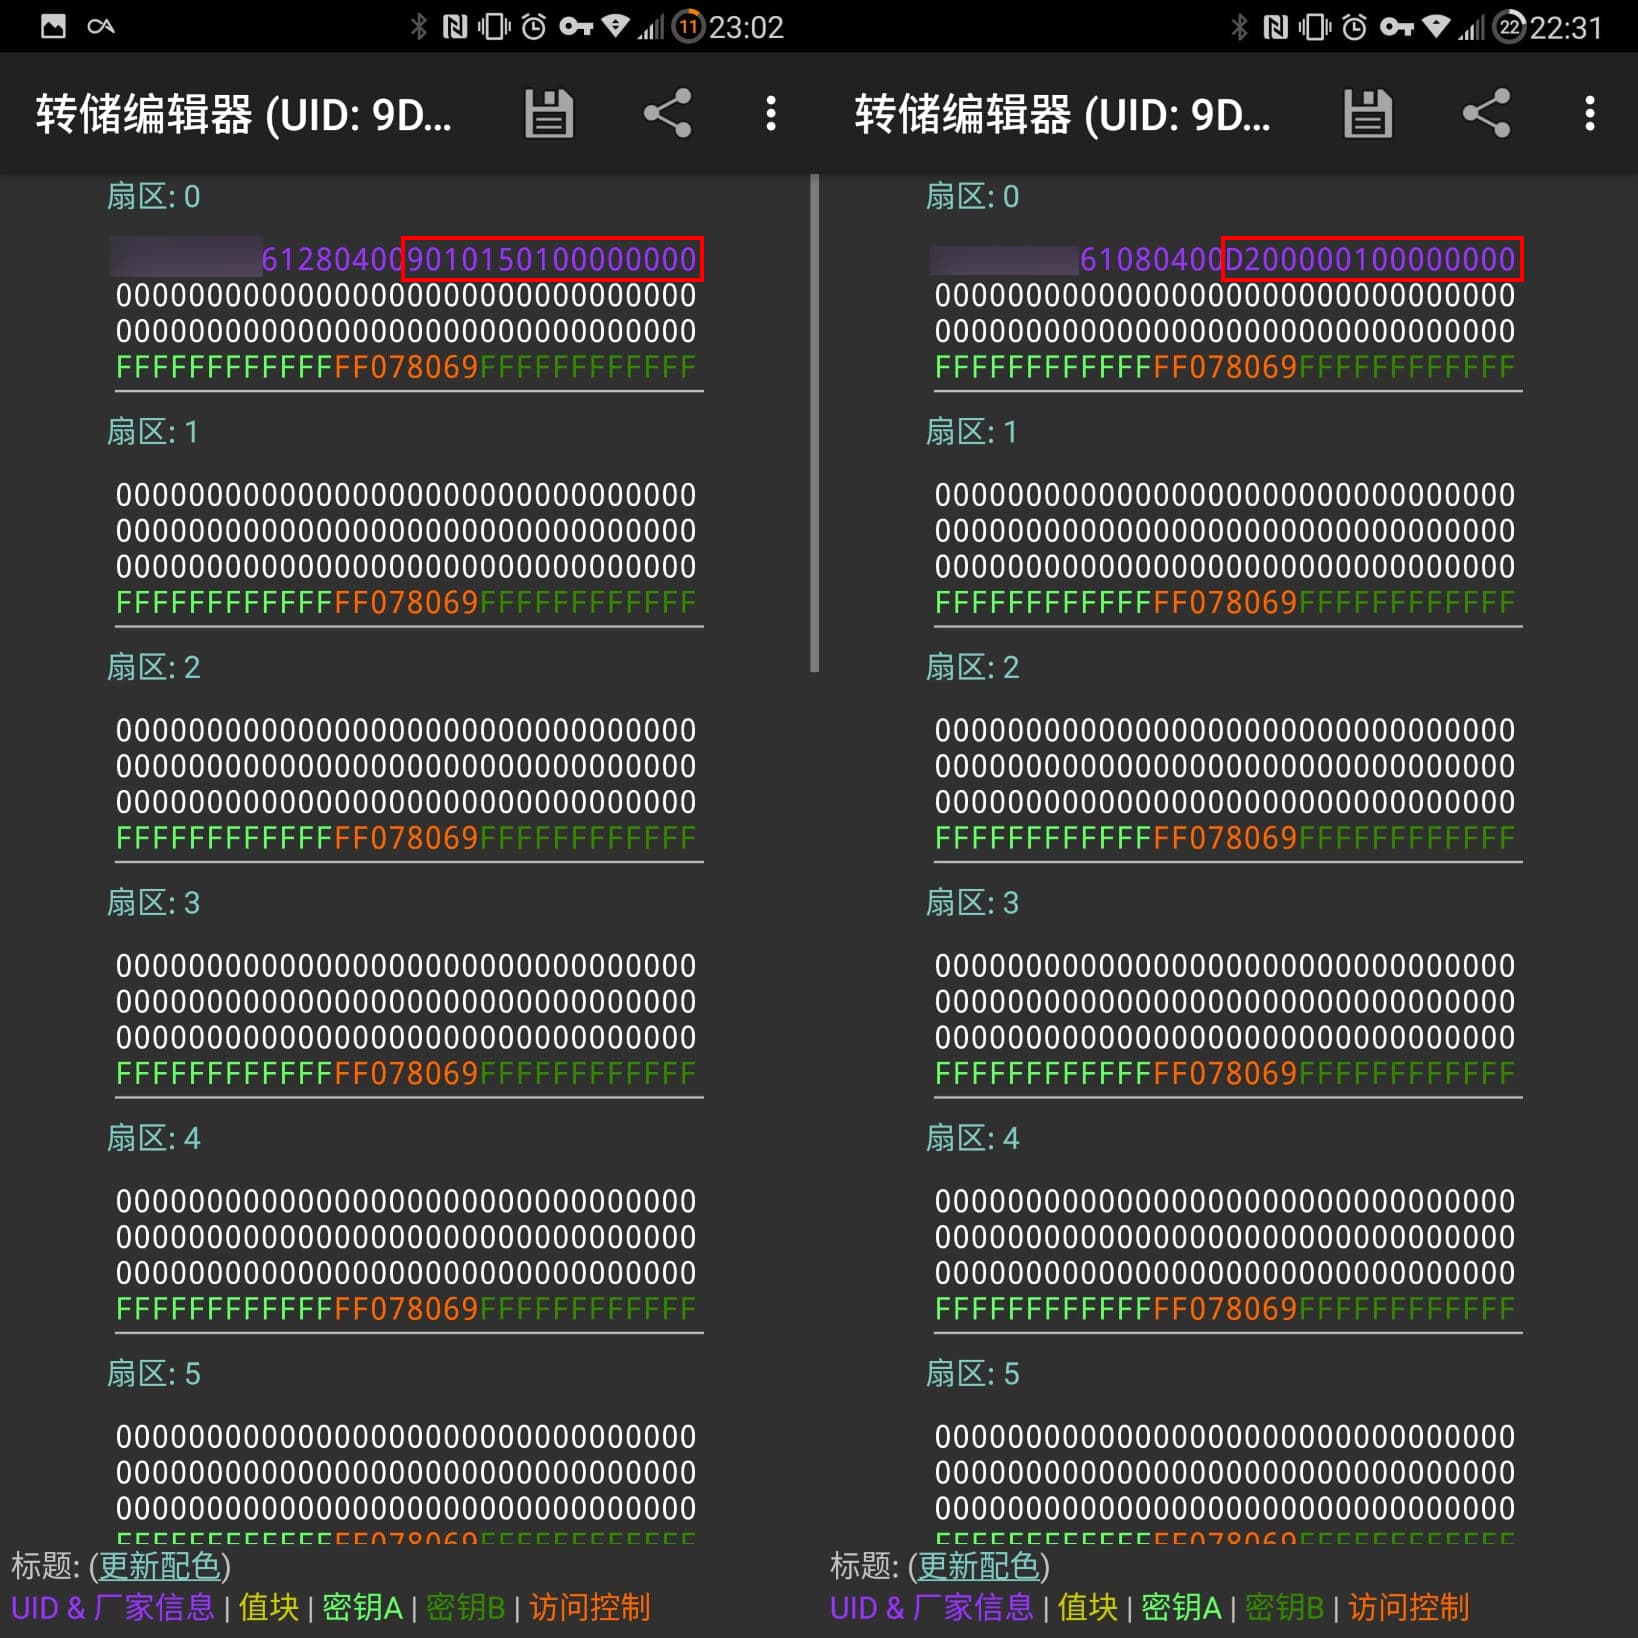 11 23:02
转储编辑器 (UID: 9D...
扇区: 0
6128040090101501​00000000
00000000000000000000000000000000
00000000000000000000000000000000
FFFFFFFFFFFFFF078069FFFFFFFFFFFF
扇区: 1
00000000000000000000000000000000
00000000000000000000000000000000
00000000000000000000000000000000
FFFFFFFFFFFFFF078069FFFFFFFFFFFF
扇区: 2
00000000000000000000000000000000
00000000000000000000000000000000
00000000000000000000000000000000
FFFFFFFFFFFFFF078069FFFFFFFFFFFF
扇区: 3
00000000000000000000000000000000
00000000000000000000000000000000
00000000000000000000000000000000
FFFFFFFFFFFFFF078069FFFFFFFFFFFF
扇区: 4
00000000000000000000000000000000
00000000000000000000000000000000
00000000000000000000000000000000
FFFFFFFFFFFFFF078069FFFFFFFFFFFF
扇区: 5
00000000000000000000000000000000
00000000000000000000000000000000
00000000000000000000000000000000
FFFFFFFFFFFFFF078069FFFFFFFFFFFF
标题: (更新配色)
UID & 厂家信息 | 值块 | 密钥A | 密钥B | 访问控制
22 22:31
转储编辑器 (UID: 9D...
扇区: 0
61080400D200000100000000
00000000000000000000000000000000
00000000000000000000000000000000
FFFFFFFFFFFFFF078069FFFFFFFFFFFF
扇区: 1
00000000000000000000000000000000
00000000000000000000000000000000
00000000000000000000000000000000
FFFFFFFFFFFFFF078069FFFFFFFFFFFF
扇区: 2
00000000000000000000000000000000
00000000000000000000000000000000
00000000000000000000000000000000
FFFFFFFFFFFFFF078069FFFFFFFFFFFF
扇区: 3
00000000000000000000000000000000
00000000000000000000000000000000
00000000000000000000000000000000
FFFFFFFFFFFFFF078069FFFFFFFFFFFF
扇区: 4
00000000000000000000000000000000
00000000000000000000000000000000
00000000000000000000000000000000
FFFFFFFFFFFFFF078069FFFFFFFFFFFF
扇区: 5
00000000000000000000000000000000
00000000000000000000000000000000
00000000000000000000000000000000
FFFFFFFFFFFFFF078069FFFFFFFFFFFF
标题: (更新配色)
UID & 厂家信息 | 值块 | 密钥A | 密钥B | 访问控制